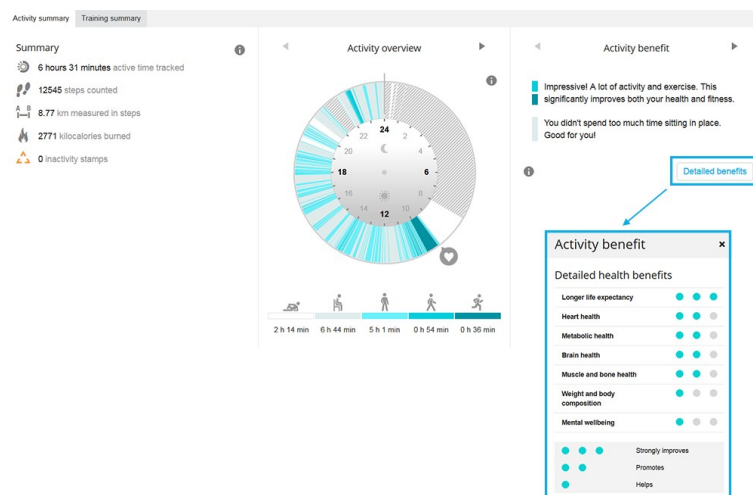 Activity summary
Training summary
Summary
6 hours 31 minutes active time tracked
12545 steps counted
A B
8.77 km measured in steps
2771 kilocalories burned
0 inactivity stamps
Activity overview
24
22
2
20
4
18
6
16
8
14
10
12
2 h 14 min
6 h 44 min
5 h 1 min
0 h 54 min
0 h 36 min
Activity benefit
Impressive! A lot of activity and exercise. This
significantly improves both your health and fitness.
You didn't spend too much time sitting in place.
Good for you!
Detailed benefits
Activity benefit
×
Detailed health benefits
Longer life expectancy
Heart health
Metabolic health
Brain health
Muscle and bone health
Weight and body
composition
Mental wellbeing
Strongly improves
Promotes
Helps